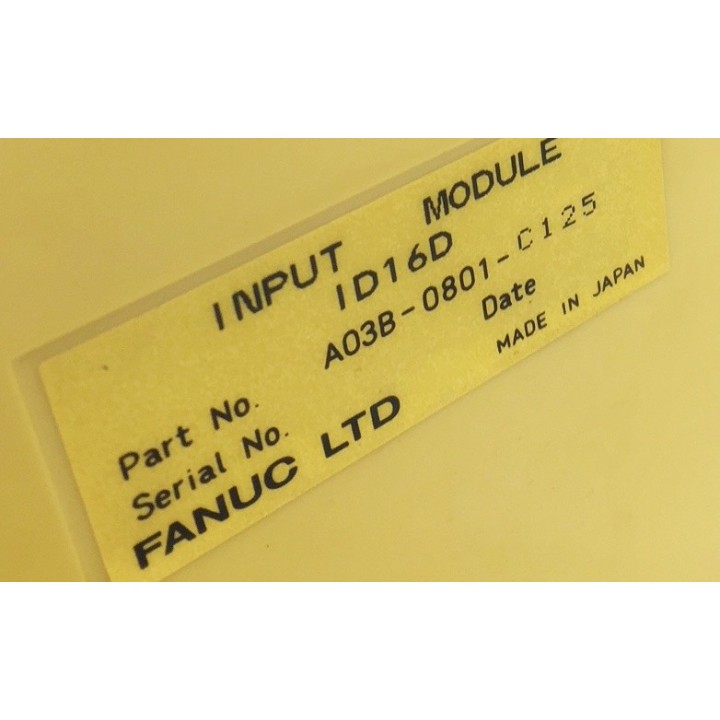 INPUT MODULE
ID16D
Part No. A03B-0801-C125
Serial No. Date
FANUC LTD MADE IN JAPAN